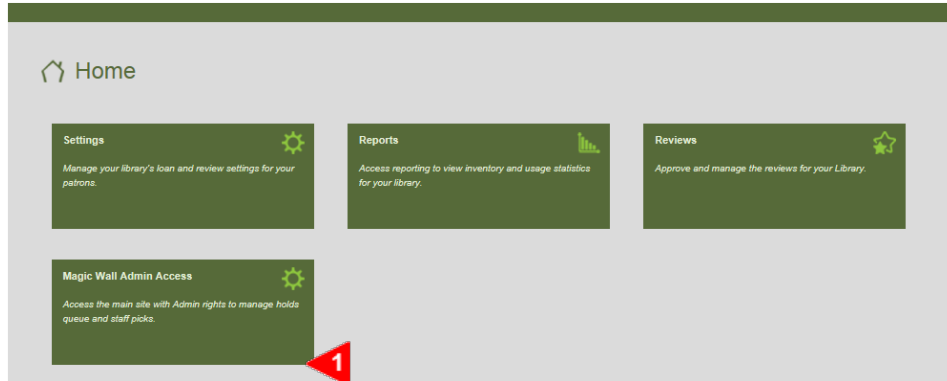 Home
Settings
Manage your library's loan and review settings for your
patrons.
Reports
Access reporting to view inventory and usage statistics
for your library.
Reviews
Approve and manage the reviews for your Library.
Magic Wall Admin Access
Access the main site with Admin rights to manage holds
queue and staff picks.
1